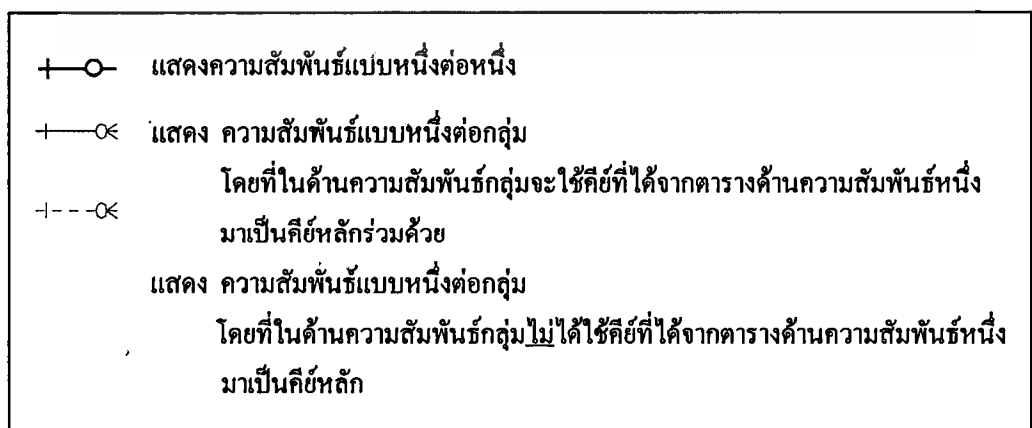 แสดงความสัมพันธ์แบบหนึ่งต่อหนึ่ง
แสดง ความสัมพันธ์แบบหนึ่งต่อกลุ่ม
โดยที่ในด้านความสัมพันธ์กลุ่มจะใช้คีย์ที่ได้จากตารางด้านความสัมพันธ์หนึ่ง
มาเป็นคีย์หลักร่วมด้วย
แสดง ความสัมพันธ์แบบหนึ่งต่อกลุ่ม
โดยที่ในด้านความสัมพันธ์กลุ่มไม่ได้ใช้คีย์ที่ได้จากตารางด้านความสัมพันธ์หนึ่ง
มาเป็นคีย์หลัก